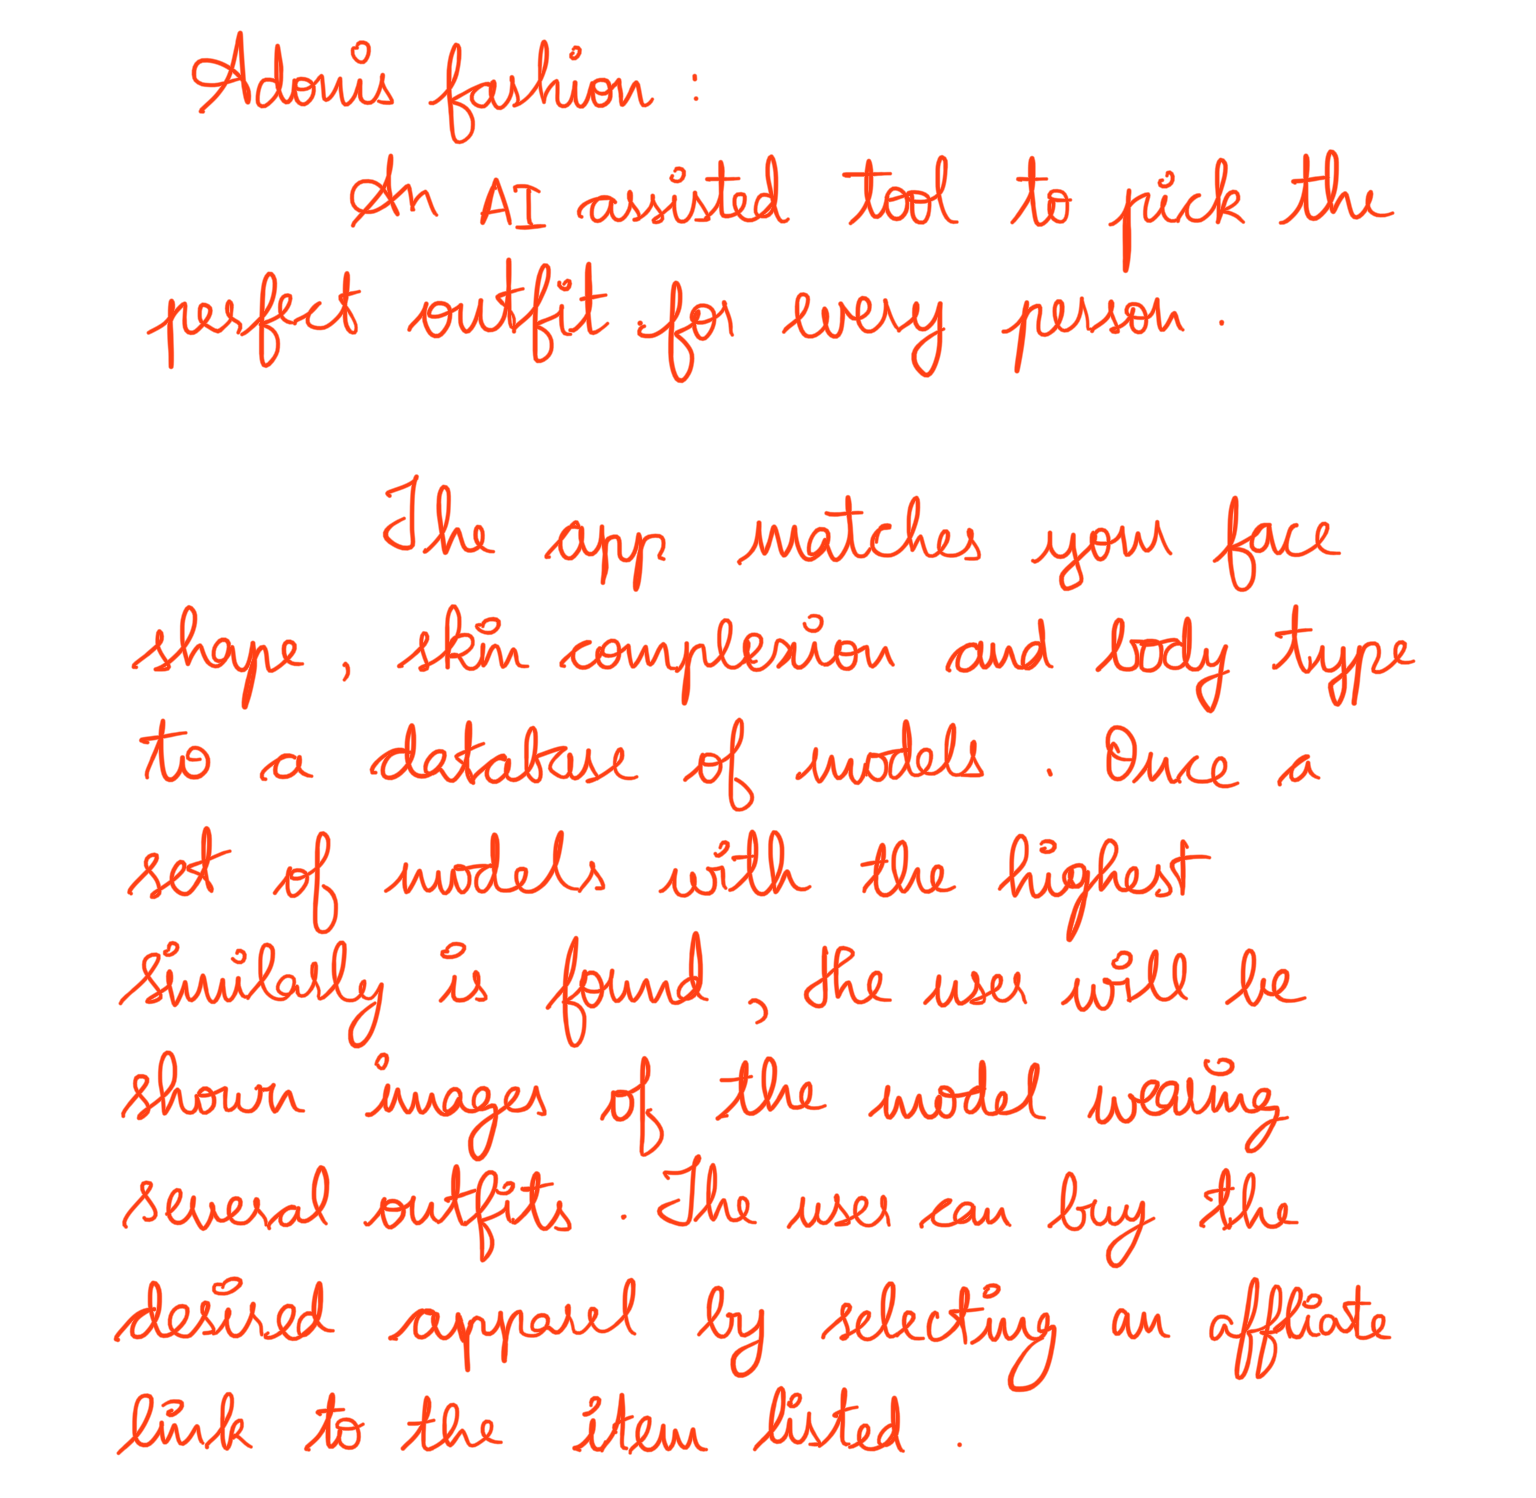 Adonis fashion :
An AI assisted tool to pick the
perfect outfit for every person.
The app matches your face
shape, skin complexion and body type
to a database of models. Once a
set of models with the highest
similarly is found, the user will be
shown images of the model wearing
several outfits. The user can buy the
desired apparel by selecting an affliate
link to the item listed.